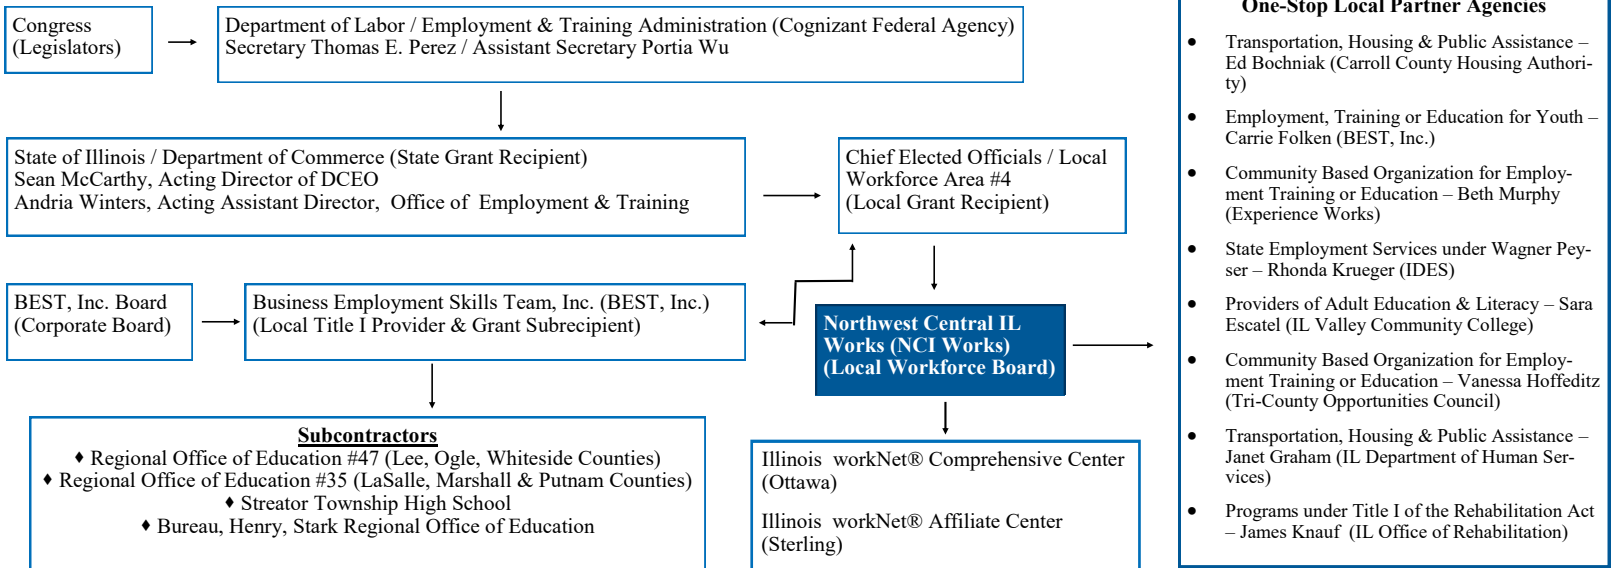 Congress
(Legislators)
Department of Labor / Employment & Training Administration (Cognizant Federal Agency)
Secretary Thomas E. Perez / Assistant Secretary Portia Wu
State of Illinois / Department of Commerce (State Grant Recipient)
Sean McCarthy, Acting Director of DCEO
Andria Winters, Acting Assistant Director,  Office of  Employment & Training
Chief Elected Officials / Local
Workforce Area #4
(Local Grant Recipient)
BEST, Inc. Board
(Corporate Board)
Business Employment Skills Team, Inc. (BEST, Inc.)
(Local Title I Provider & Grant Subrecipient)
Northwest Central IL
Works (NCI Works)
(Local Workforce Board)
Subcontractors
♦ Regional Office of Education #47 (Lee, Ogle, Whiteside Counties)
♦ Regional Office of Education #35 (LaSalle, Marshall & Putnam Counties)
♦ Streator Township High School
♦ Bureau, Henry, Stark Regional Office of Education
Illinois  workNet® Comprehensive Center
(Ottawa)
Illinois  workNet® Affiliate Center
(Sterling)
One-Stop Local Partner Agencies
• Transportation, Housing & Public Assistance –
Ed Bochniak (Carroll County Housing Authori-
ty)
• Employment, Training or Education for Youth –
Carrie Folken (BEST, Inc.)
• Community Based Organization for Employ-
ment Training or Education – Beth Murphy
(Experience Works)
• State Employment Services under Wagner Pey-
ser – Rhonda Krueger (IDES)
• Providers of Adult Education & Literacy – Sara
Escatel (IL Valley Community College)
• Community Based Organization for Employ-
ment Training or Education – Vanessa Hoffeditz
(Tri-County Opportunities Council)
• Transportation, Housing & Public Assistance –
Janet Graham (IL Department of Human Ser-
vices)
• Programs under Title I of the Rehabilitation Act
– James Knauf  (IL Office of Rehabilitation)